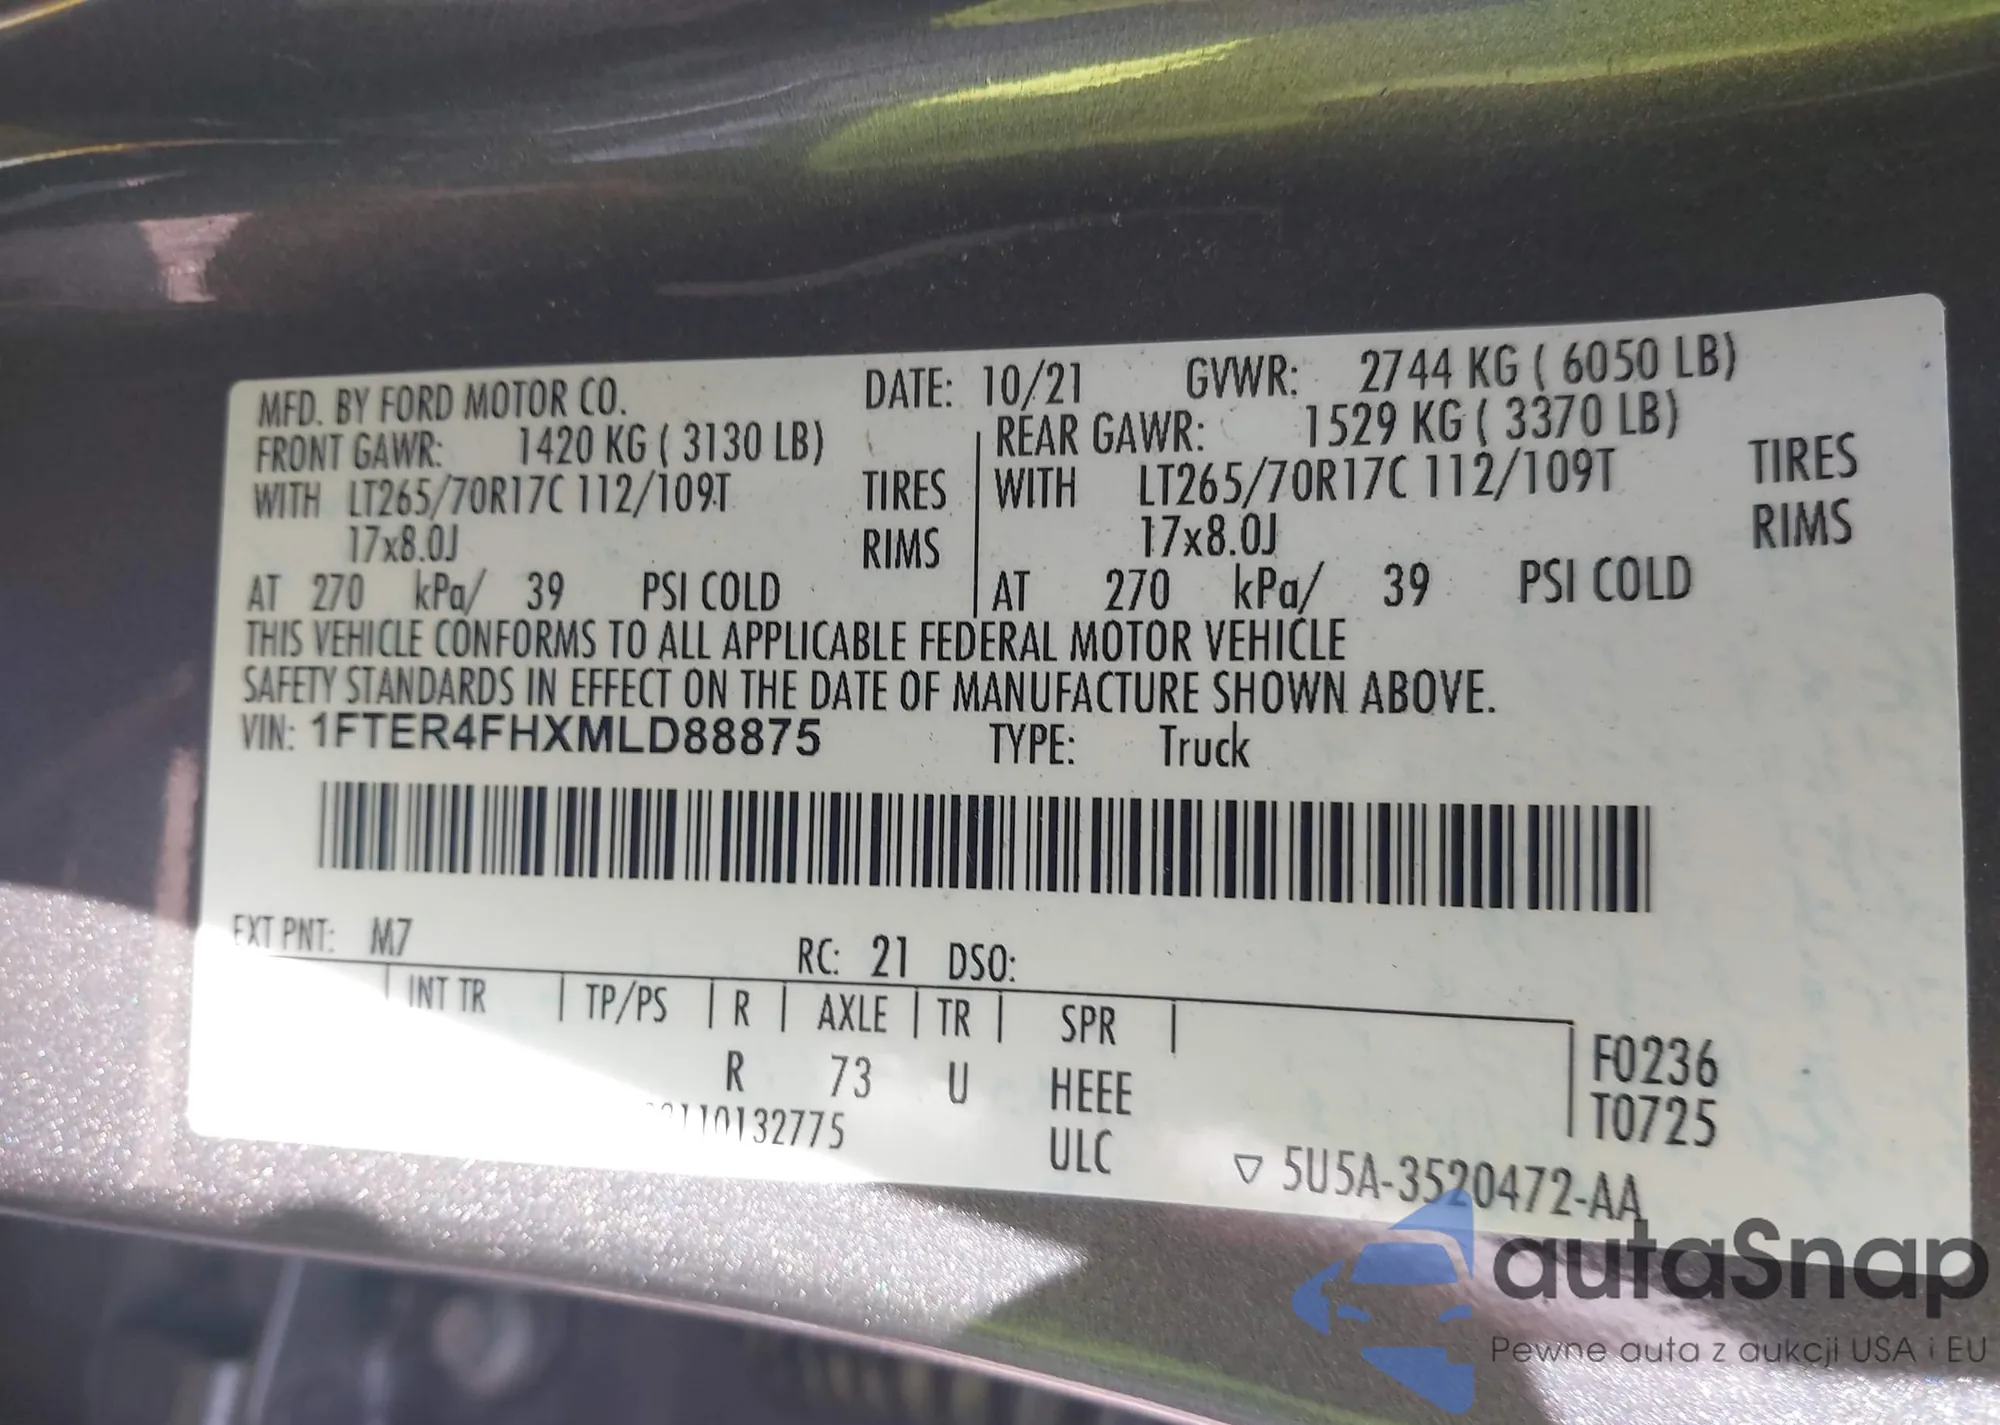 MFD. BY FORD MOTOR CO. DATE: 10/21 GVWR: 2744 KG ( 6050 LB)
FRONT GAWR: 1420 KG ( 3130 LB) REAR GAWR: 1529 KG ( 3370 LB)
WITH LT265/70R17C 112/109T TIRES WITH LT265/70R17C 112/109T TIRES
17x8.0J RIMS 17x8.0J RIMS
AT 270 kPa/ 39 PSI COLD AT 270 kPa/ 39 PSI COLD
THIS VEHICLE CONFORMS TO ALL APPLICABLE FEDERAL MOTOR VEHICLE
SAFETY STANDARDS IN EFFECT ON THE DATE OF MANUFACTURE SHOWN ABOVE.
VIN: 1FTER4FHXMLD88875 TYPE: Truck
EXT PNT: M7 RC: 21 DSO:
INT TR TP/PS R AXLE TR SPR F0236
R 73 U HEEE T0725
ULC ▽ 5U5A-3520472-AA
autaSnap
Pewne auta z aukcji USA i EU